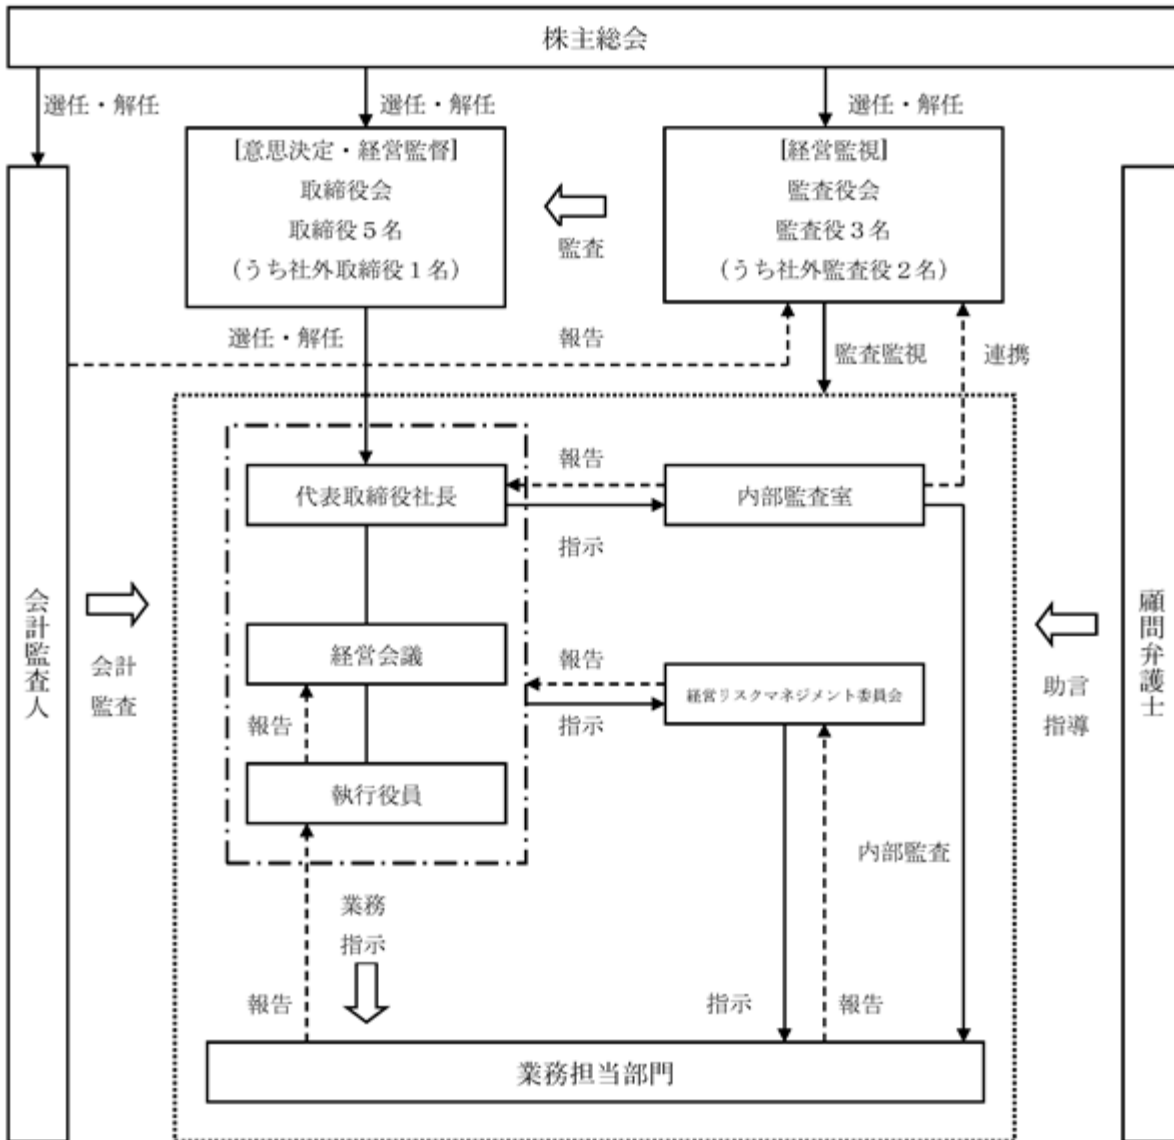 株主総会
選任・解任
選任・解任
選任・解任
[意思決定・経営監督]
取締役会
取締役5名
(うち社外取締役1名)
監査
[経営監視]
監査役会
監査役3名
(うち社外監査役2名)
選任・解任
報告
監査監視
連携
代表取締役社長
報告
指示
内部監査室
会計監査人
会計
監査
経営会議
報告
指示
経営リスクマネジメント委員会
助言
指導
顧問弁護士
報告
執行役員
内部監査
業務
指示
報告
指示
報告
業務担当部門